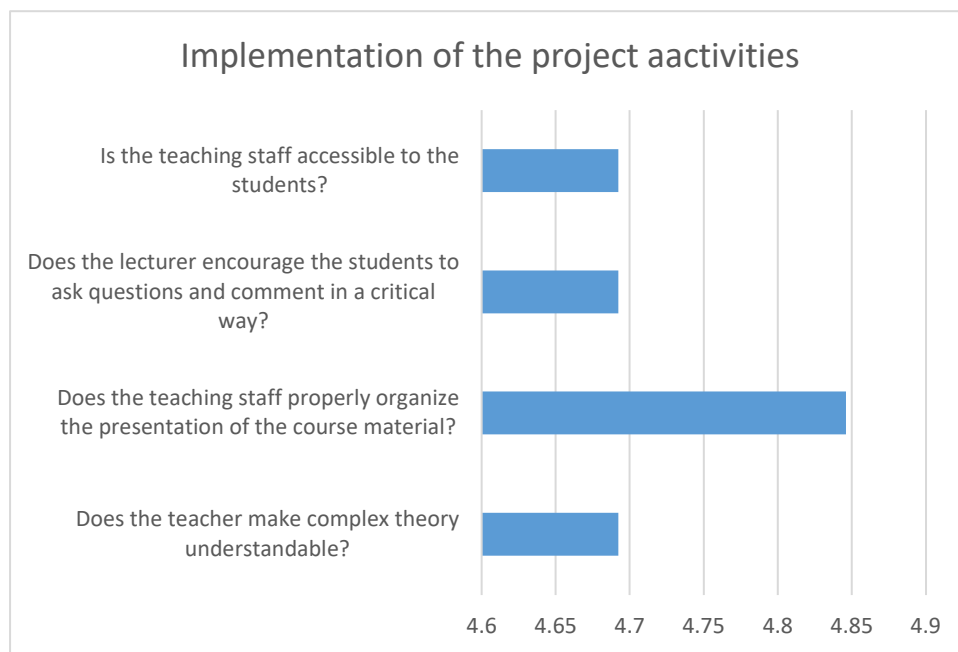 Implementation of the project aactivities
Is the teaching staff accessible to the
students?
Does the lecturer encourage the students to
ask questions and comment in a critical
way?
Does the teaching staff properly organize
the presentation of the course material?
Does the teacher make complex theory
understandable?
4.6 4.65 4.7 4.75 4.8 4.85 4.9